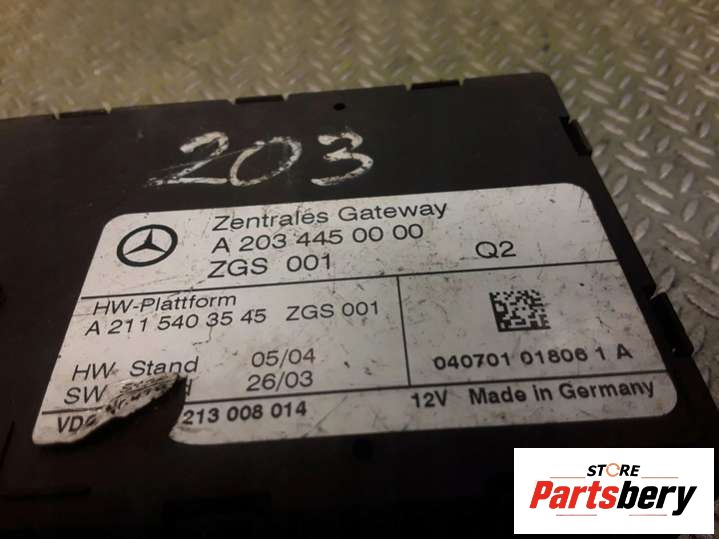 203
Zentrales Gateway
A 203 445 00 00
ZGS 001 Q2
HW-Plattform
A 211 540 35 45 ZGS 001
HW Stand 05/04
SW 26/03
040701 01806 1 A
213 008 014
12V Made in Germany
STORE
Partsbery